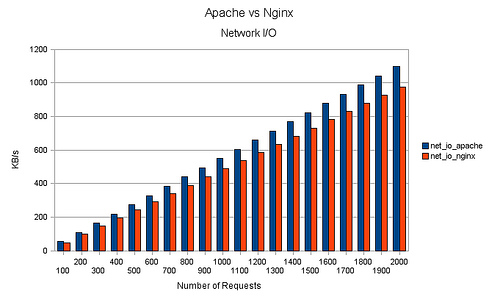 Apache vs Nginx
Network I/O
1200
1000
800
600
400
200
0
KB/s
net_io_apache
net_io_nginx
200 400 600 800 1000 1200 1400 1600 1800 2000
100 300 500 700 900 1100 1300 1500 1700 1900
Number of Requests